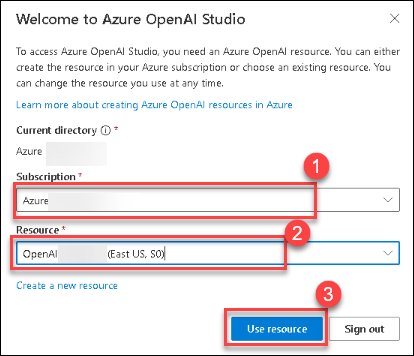 Welcome to Azure OpenAI Studio
To access Azure OpenAI Studio, you need an Azure OpenAI resource. You can either
create the resource in your Azure subscription or choose an existing resource. You
can change the resource you use at any time.
Learn more about creating Azure OpenAI resources in Azure
Current directory *
Azure
1
Subscription *
Azure
2
Resource *
OpenAI (East US, S0)
Create a new resource
3
Use resource Sign out